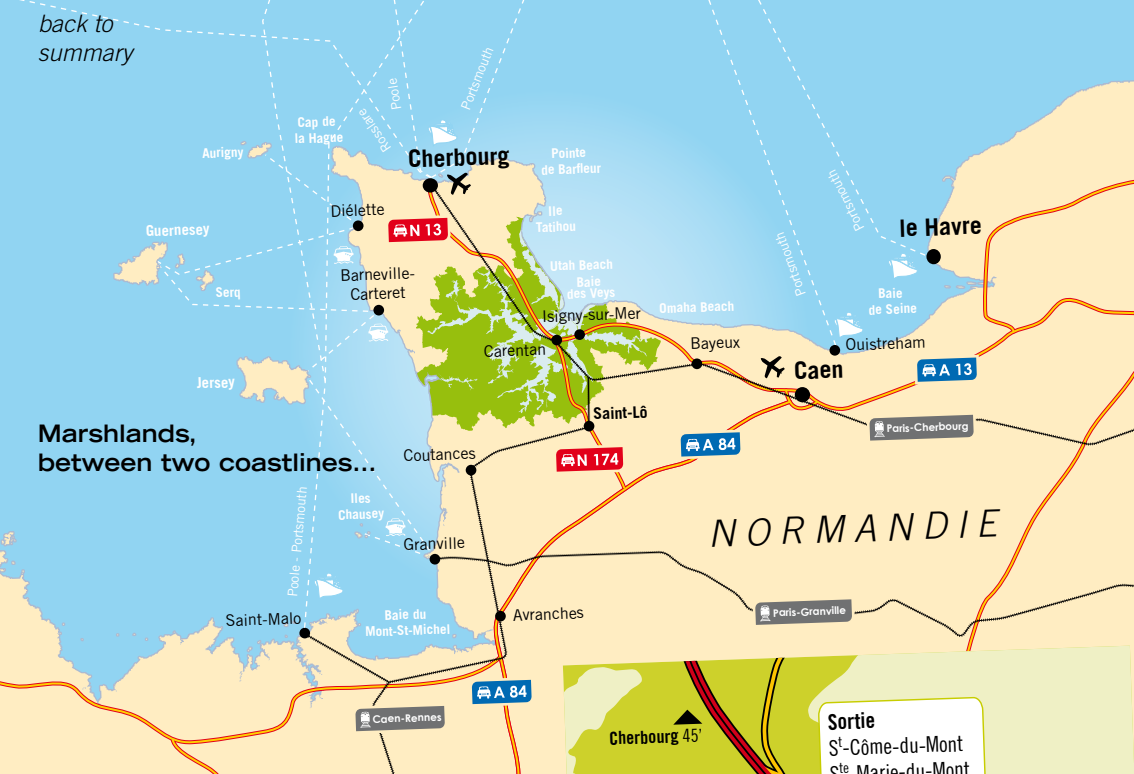 back to
summary
Poole
Portsmouth
Rosslare
Cap de
la Hague
Aurigny
Cherbourg
Pointe
de Barfleur
Diélette
N 13
Ile
Tatihou
Guernesey
Portsmouth
Portsmouth
le Havre
Utah Beach
Baie
des Veys
Barneville-
Carteret
Serq
Isigny-sur-Mer
Omaha Beach
Baie
de Seine
Carentan
Bayeux
Ouistreham
Caen
A 13
Jersey
Saint-Lô
Paris-Cherbourg
Marshlands,
between two coastlines...
Coutances
N 174
A 84
Iles
Chausey
Poole - Portsmouth
NORMANDIE
Granville
Saint-Malo
Baie du
Mont-St-Michel
Avranches
Paris-Granville
A 84
Caen-Rennes
Cherbourg 45'
Sortie
St-Côme-du-Mont
Ste-Marie-du-Mont